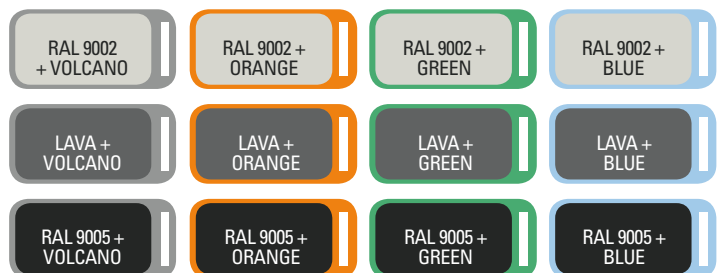 RAL 9002
+ VOLCANO
RAL 9002 +
ORANGE
RAL 9002 +
GREEN
RAL 9002 +
BLUE
LAVA +
VOLCANO
LAVA +
ORANGE
LAVA +
GREEN
LAVA +
BLUE
RAL 9005 +
VOLCANO
RAL 9005 +
ORANGE
RAL 9005 +
GREEN
RAL 9005 +
BLUE